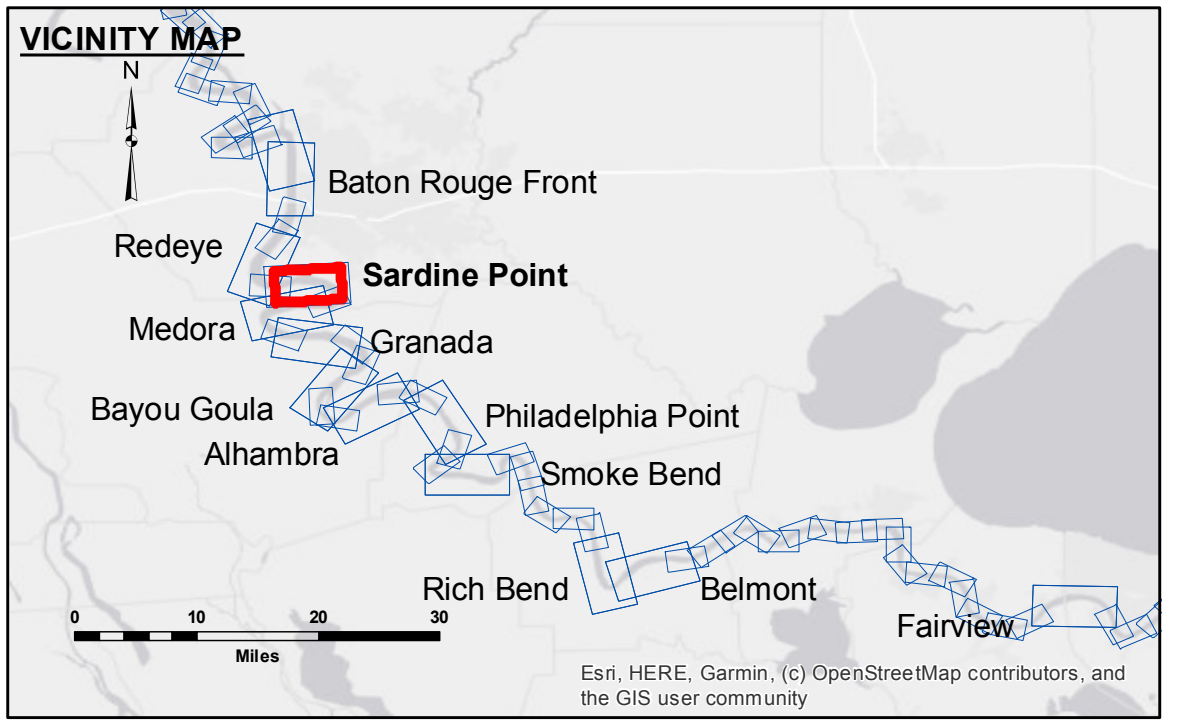 VICINITY MAP
N
Baton Rouge Front
Redeye
Sardine Point
Medora
Granada
Bayou Goula
Philadelphia Point
Alhambra
Smoke Bend
Rich Bend
Belmont
Fairview
0 10 20 30
Miles
Esri, HERE, Garmin, (c) OpenStreetMap contributors, and
the GIS user community